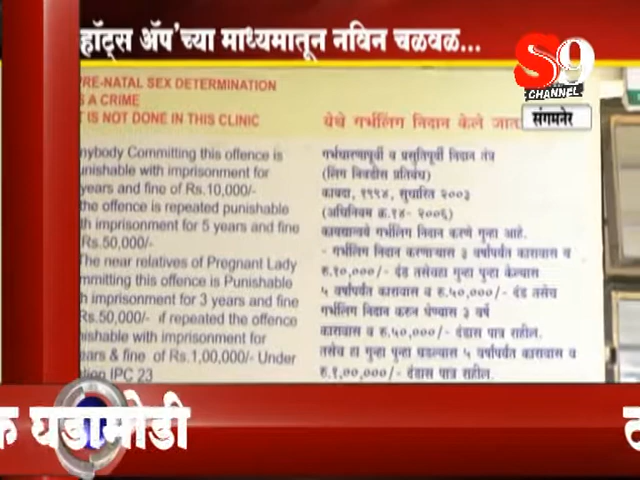 हॉट्स ॲप'च्या माध्यमातून नविन चळवळ...
S9
CHANNEL
संगमनेर
RE-NATAL SEX DETERMINATION
S A CRIME
IS NOT DONE IN THIS CLINIC
nybody Committing this offence is
nishable with imprisonment for
years and fine of Rs.10,000/-
the offence is repeated punishable
th imprisonment for 5 years and fine
Rs.50,000/-
The near relatives of Pregnant Lady
mmitting this offence is Punishable
h imprisonment for 3 years and fine
Rs.50,000/- if repeated the offence
nishable with imprisonment for
ears & fine of Rs.1,00,000/- Under
tion IPC 23
येथे गर्भलिंग निदान केले जात
गर्भधारणापूर्वी व प्रसुतिपूर्वी निदान तंत्र
(लिंग निवडीस प्रतिबंध)
कायदा, १९९४, सुधारित २००३
(अधिनियम क्र.१४- २००६)
कायद्यान्वये गर्भलिंग निदान करणे गुन्हा आहे.
- गर्भलिंग निदान करणाऱ्यास ३ वर्षापर्यंत कारावास व
रु.१०,०००/- दंड तसेचहा गुन्हा पुन्हा केल्यास
५ वर्षापर्यंत कारावास व रु.५०,०००/- दंड तसेच
गर्भलिंग निदान करुन घेण्यास ३ वर्षे
कारावास व रु.५०,०००/- दंडास पात्र राहील.
तसेच हा गुन्हा पुन्हा घडल्यास ५ वर्षापर्यंत कारावास व
रु.१,००,०००/- दंडास पात्र राहील.
क घडामोडी